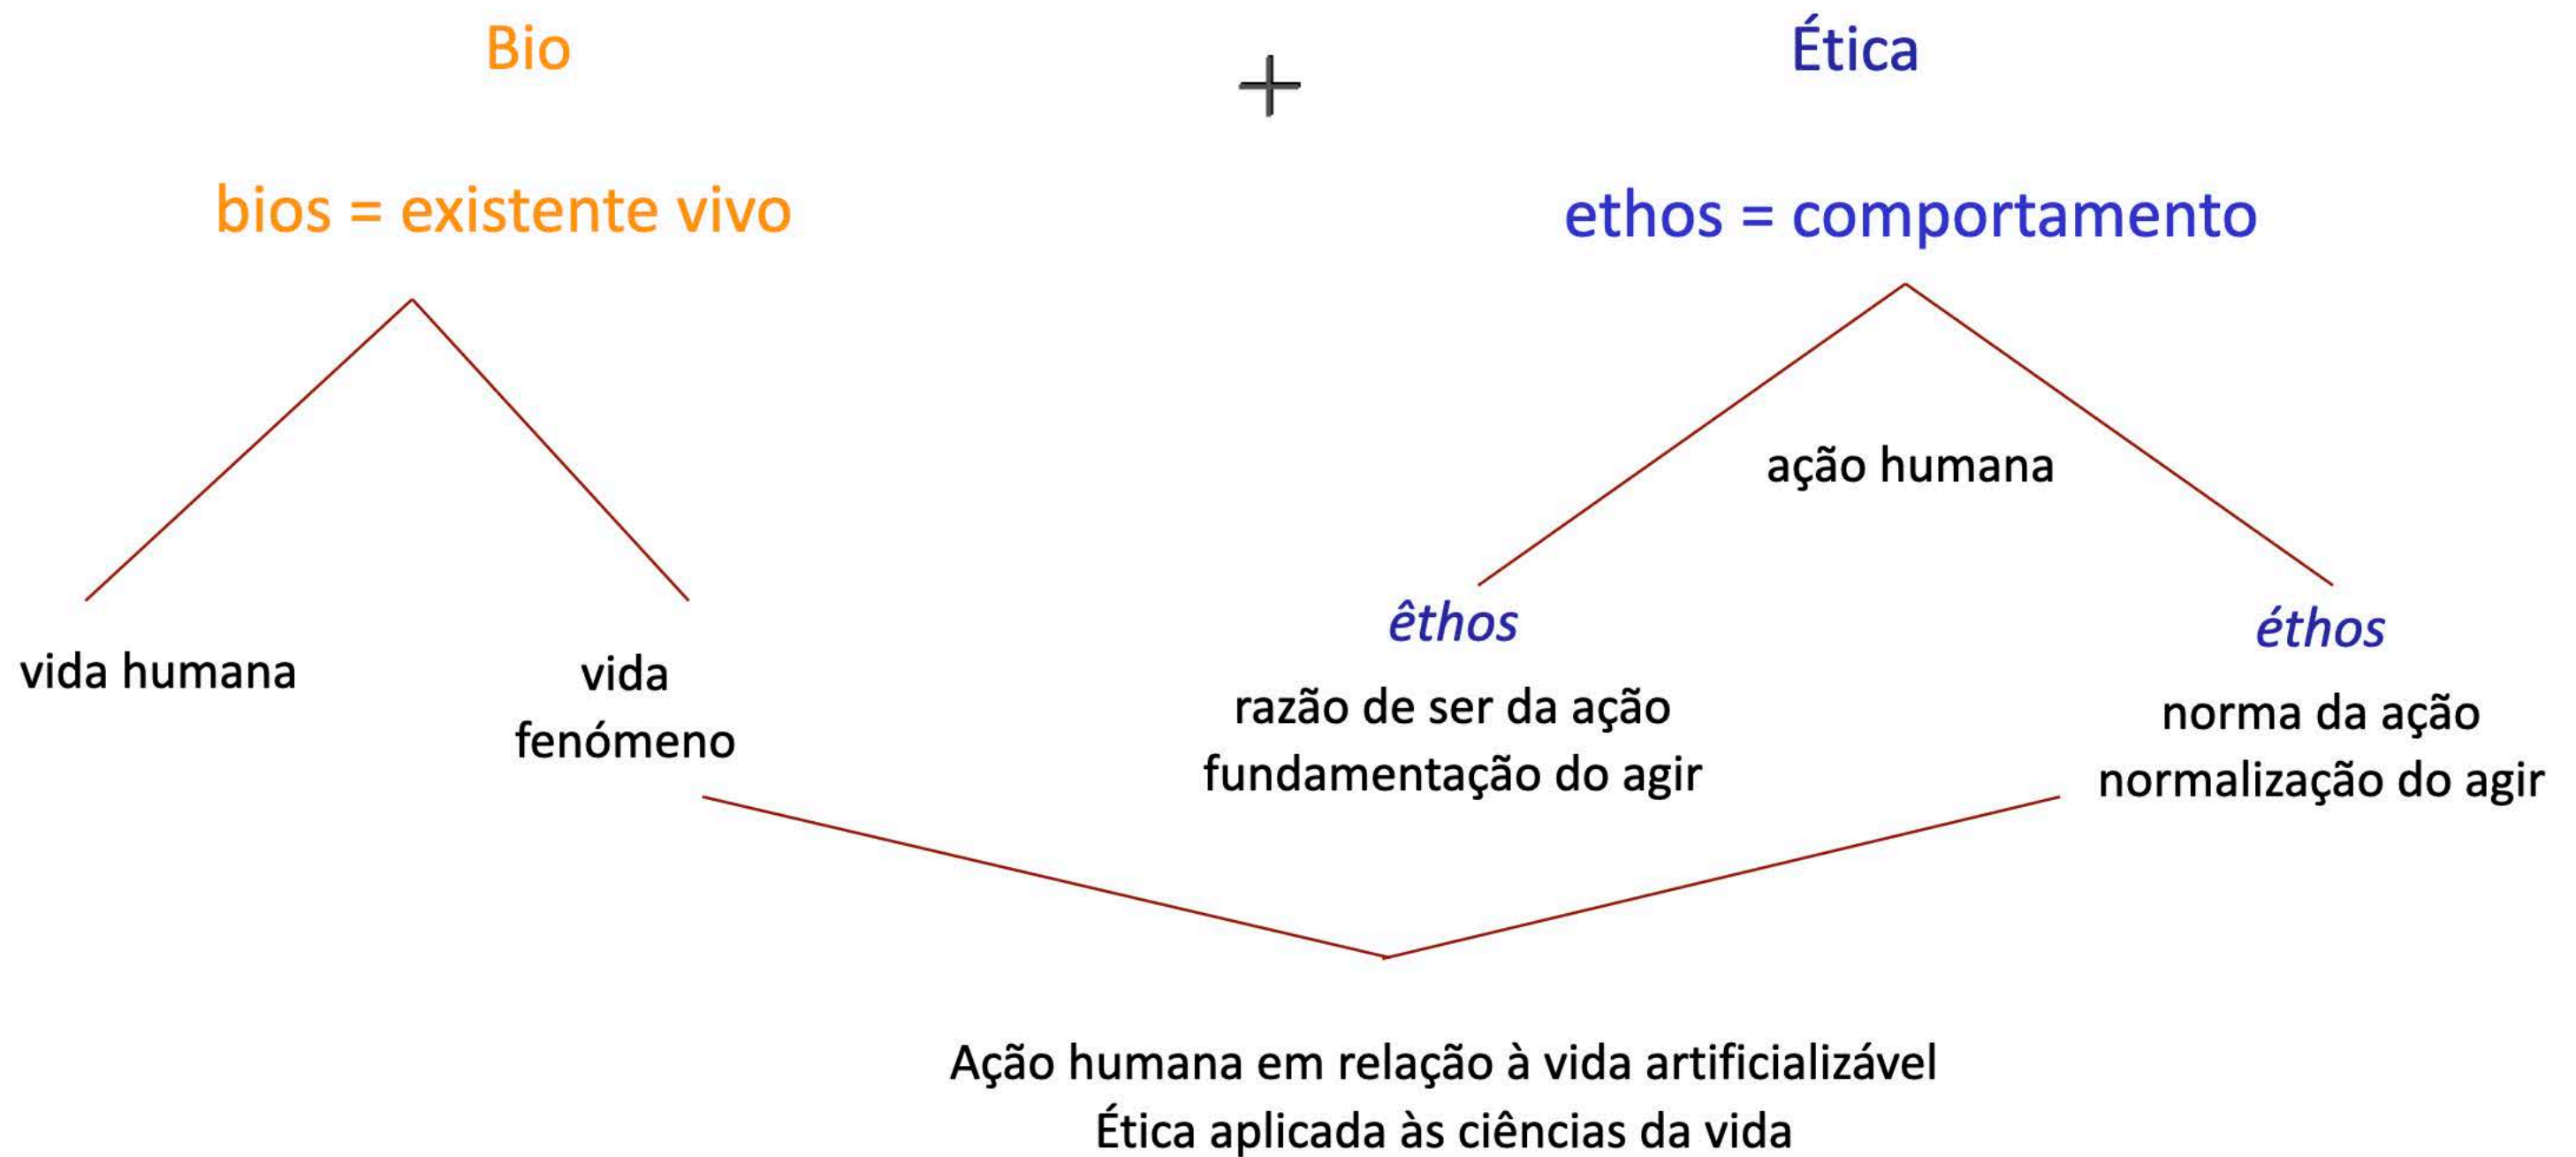 Bio
+
Ética
bios = existente vivo
ethos = comportamento
ação humana
vida humana
vida
fenómeno
êthos
razão de ser da ação
fundamentação do agir
éthos
norma da ação
normalização do agir
Ação humana em relação à vida artificializável
Ética aplicada às ciências da vida